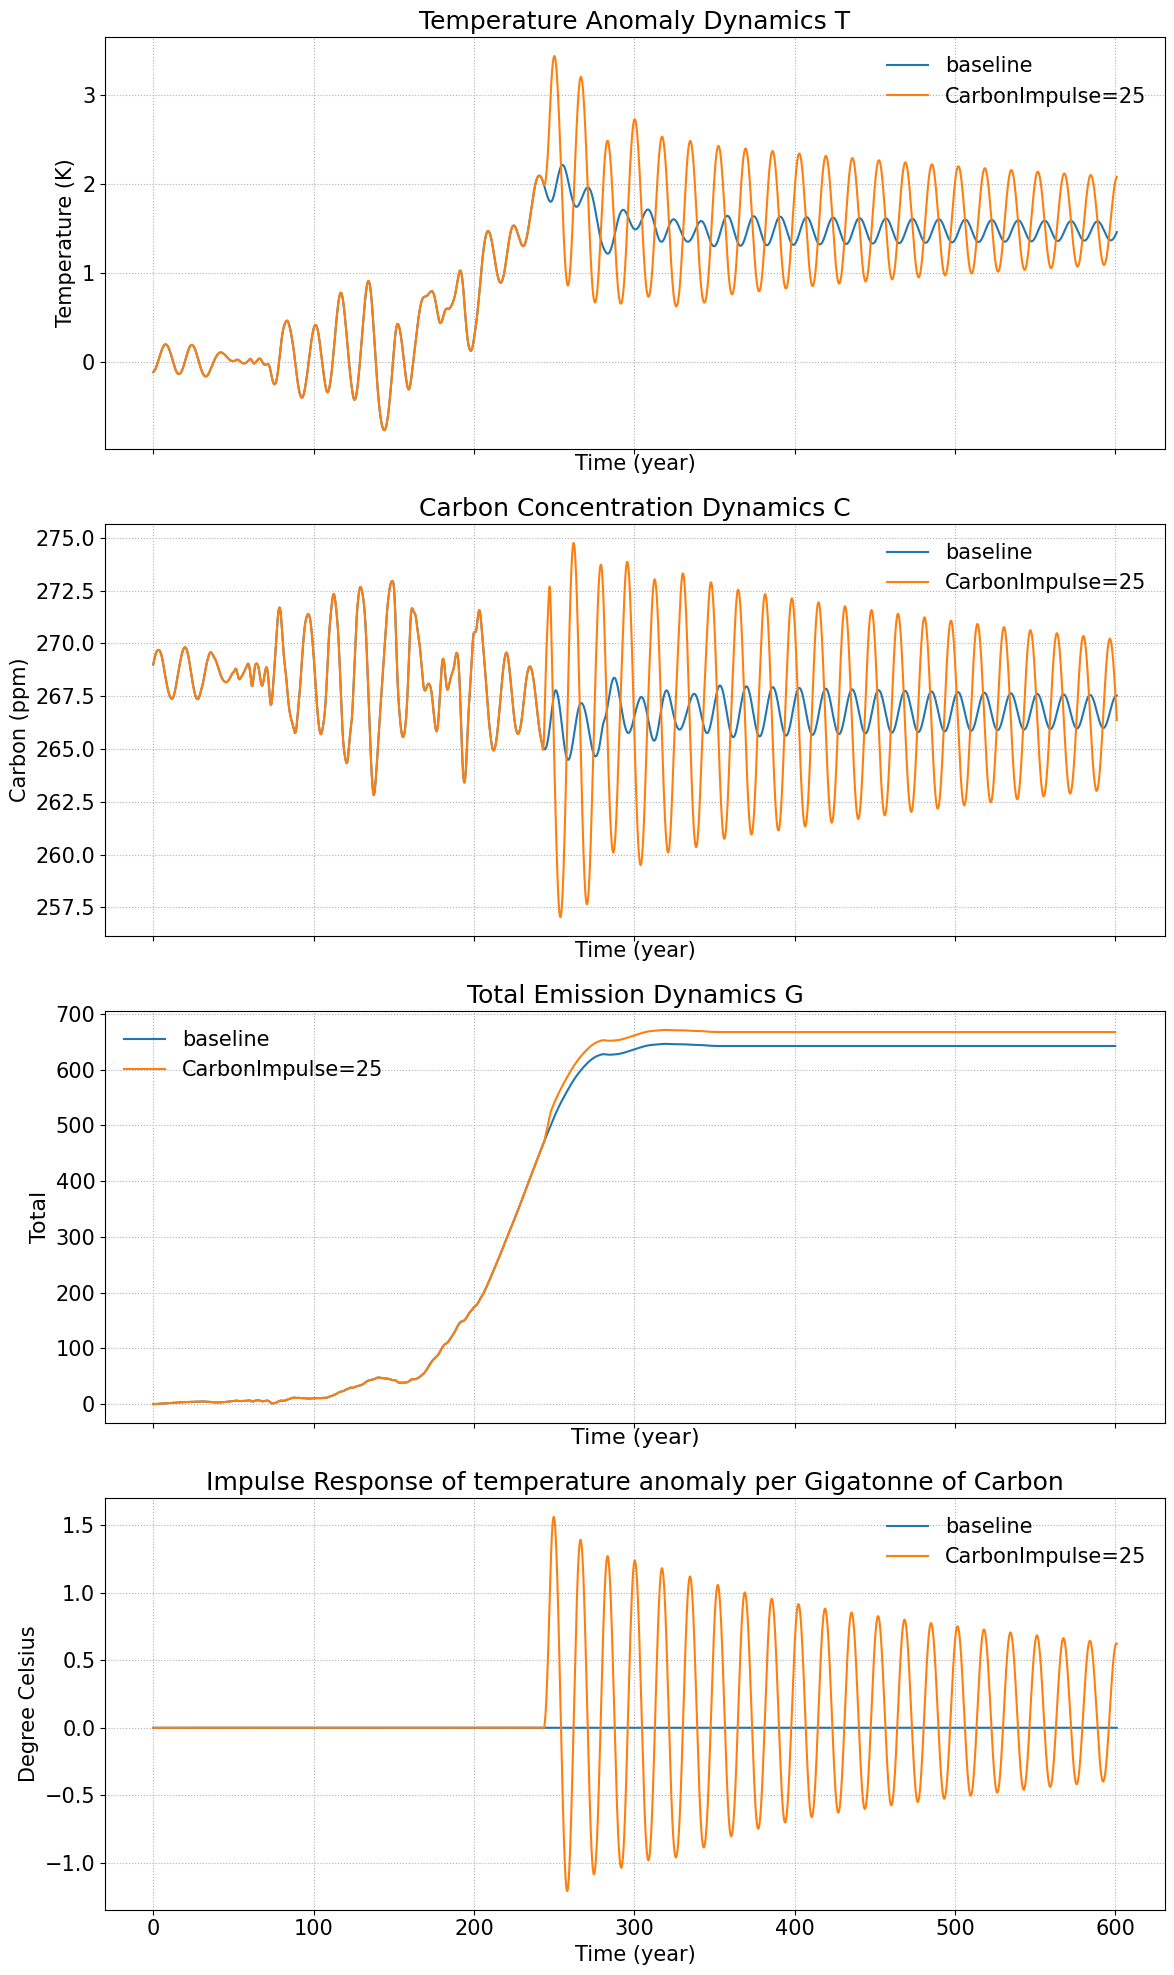 Temperature Anomaly Dynamics T
baseline
CarbonImpulse=25
Temperature (K)
3
2
1
0
Time (year)
Carbon Concentration Dynamics C
baseline
CarbonImpulse=25
Carbon (ppm)
275.0
272.5
270.0
267.5
265.0
262.5
260.0
257.5
Time (year)
Total Emission Dynamics G
baseline
CarbonImpulse=25
Total
700
600
500
400
300
200
100
0
Time (year)
Impulse Response of temperature anomaly per Gigatonne of Carbon
baseline
CarbonImpulse=25
Degree Celsius
1.5
1.0
0.5
0.0
−0.5
−1.0
0 100 200 300 400 500 600
Time (year)